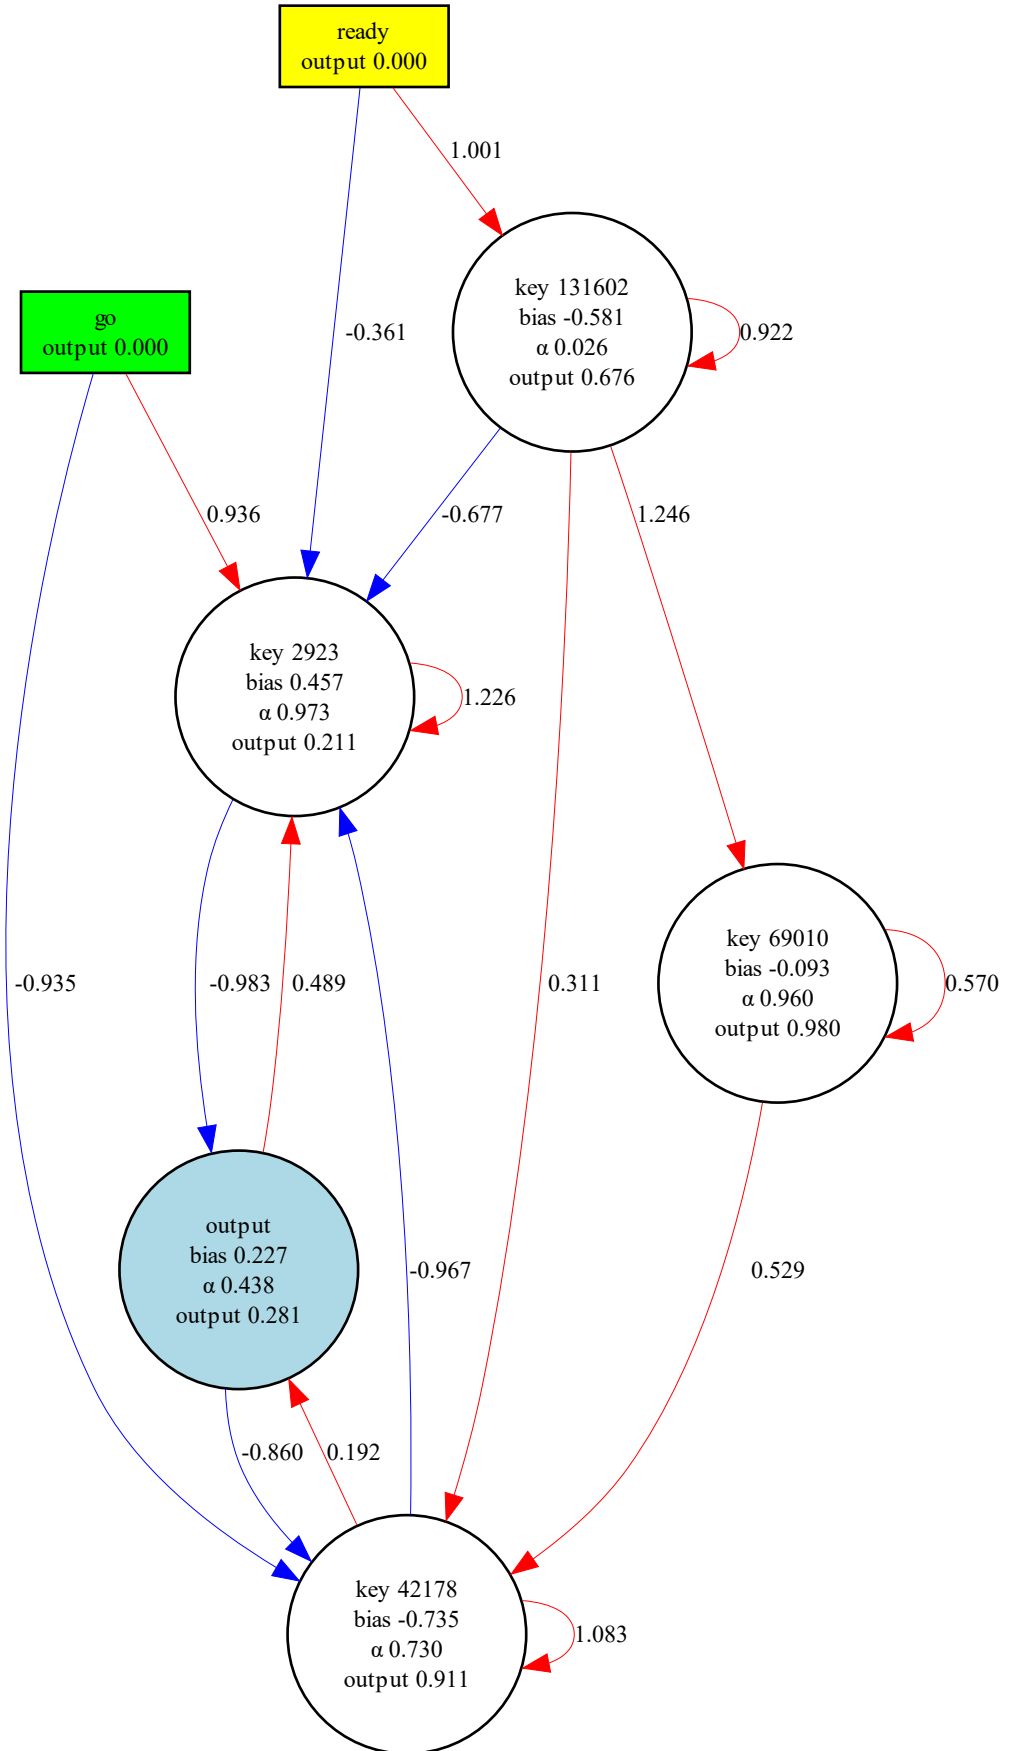 ready
output 0.000
1.001
key 131602
bias -0.581
α 0.026
output 0.676
0.922
go
output 0.000
-0.361
0.936
-0.677
1.246
key 2923
bias 0.457
α 0.973
output 0.211
1.226
key 69010
bias -0.093
α 0.960
output 0.980
-0.935
-0.983
0.489
0.311
0.570
output
bias 0.227
α 0.438
output 0.281
-0.967
0.529
-0.860
0.192
key 42178
bias -0.735
α 0.730
output 0.911
1.083